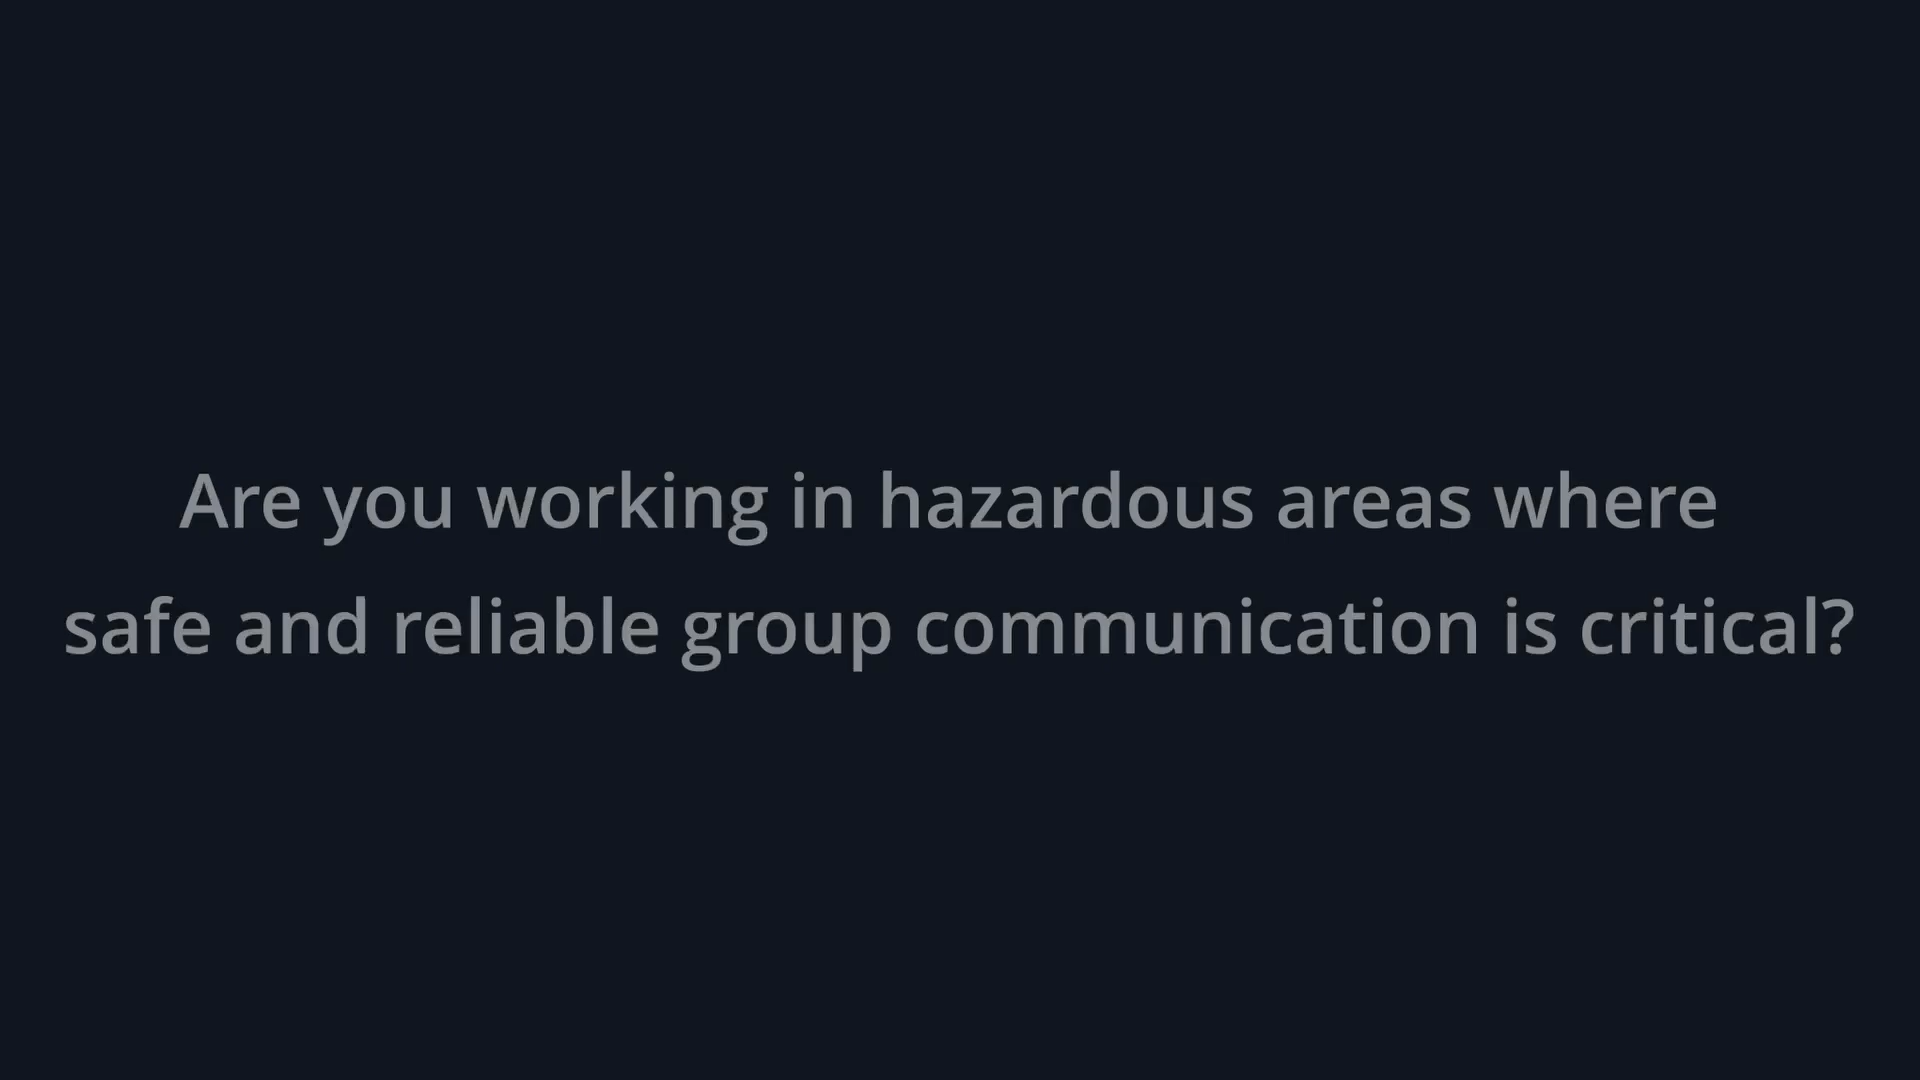 Are you working in hazardous areas where
safe and reliable group communication is critical?